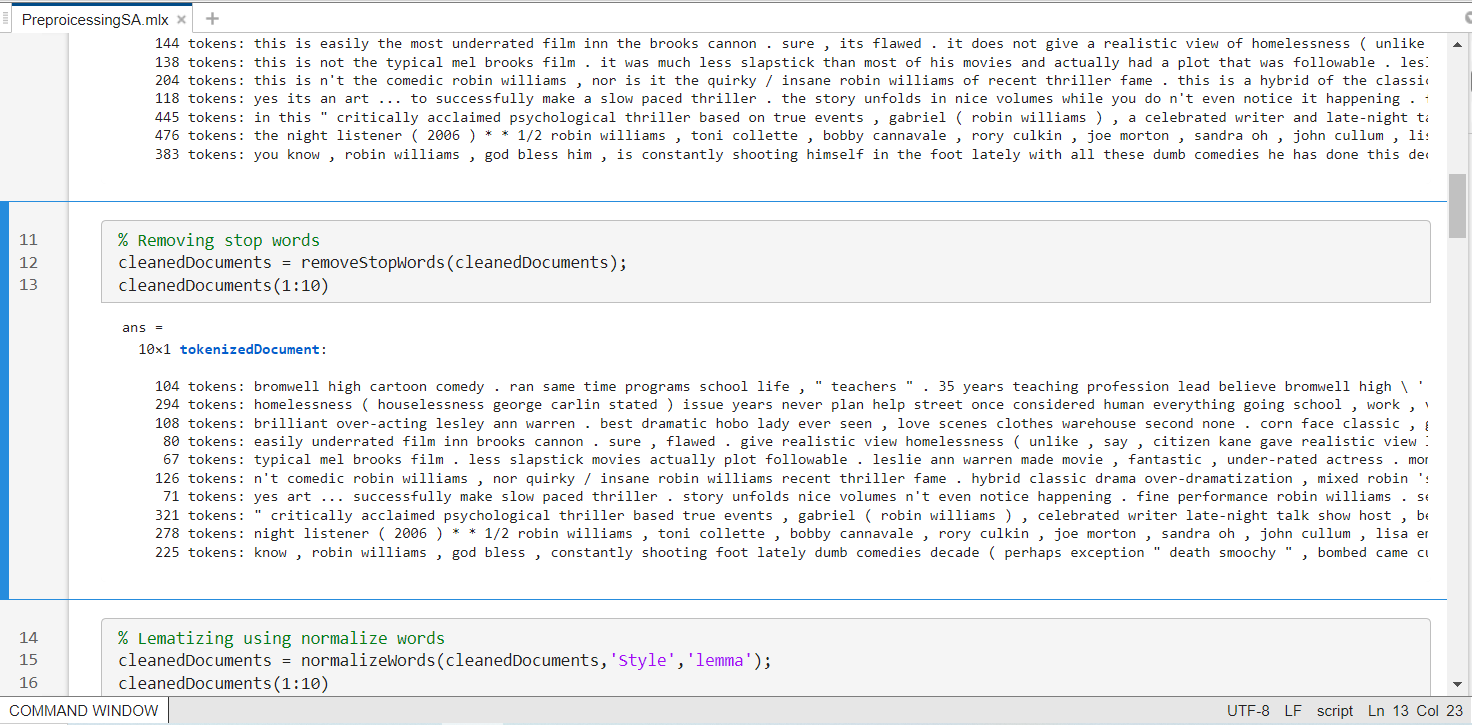 PreproicessingSA.mlx × +
144 tokens: this is easily the most underrated film inn the brooks cannon . sure , its flawed . it does not give a realistic view of homelessness ( unlike
138 tokens: this is not the typical mel brooks film . it was much less slapstick than most of his movies and actually had a plot that was followable .
204 tokens: this is n't the comedic robin williams , nor is it the quirky / insane robin williams of recent thriller fame . this is a hybrid of the
118 tokens: yes its an art ... to successfully make a slow paced thriller . the story unfolds in nice volumes while you do n't even notice it happening .
445 tokens: in this " critically acclaimed psychological thriller based on true events , gabriel ( robin williams ) , a celebrated writer and late-night
476 tokens: the night listener ( 2006 ) * * 1/2 robin williams , toni collette , bobby cannavale , rory culkin , joe morton , sandra oh , john cullum ,
383 tokens: you know , robin williams , god bless him , is constantly shooting himself in the foot lately with all these dumb comedies he has done this
11 % Removing stop words
12 cleanedDocuments = removeStopWords(cleanedDocuments);
13 cleanedDocuments(1:10)
ans =
10×1 tokenizedDocument:
104 tokens: bromwell high cartoon comedy . ran same time programs school life , " teachers " . 35 years teaching profession lead believe bromwell high \ '
294 tokens: homelessness ( houselessness george carlin stated ) issue years never plan help street once considered human everything going school , work ,
108 tokens: brilliant over-acting lesley ann warren . best dramatic hobo lady ever seen , love scenes clothes warehouse second none . corn face classic ,
80 tokens: easily underrated film inn brooks cannon . sure , flawed . give realistic view homelessness ( unlike , say , citizen kane gave realistic view
67 tokens: typical mel brooks film . less slapstick movies actually plot followable . leslie ann warren made movie , fantastic , under-rated actress .
126 tokens: n't comedic robin williams , nor quirky / insane robin williams recent thriller fame . hybrid classic drama over-dramatization , mixed robin
71 tokens: yes art ... successfully make slow paced thriller . story unfolds nice volumes n't even notice happening . fine performance robin williams .
321 tokens: " critically acclaimed psychological thriller based true events , gabriel ( robin williams ) , celebrated writer late-night talk show host ,
278 tokens: night listener ( 2006 ) * * 1/2 robin williams , toni collette , bobby cannavale , rory culkin , joe morton , sandra oh , john cullum , lisa
225 tokens: know , robin williams , god bless , constantly shooting foot lately dumb comedies decade ( perhaps exception " death smoochy " , bombed came
14 % Lematizing using normalize words
15 cleanedDocuments = normalizeWords(cleanedDocuments,'Style','lemma');
16 cleanedDocuments(1:10)
COMMAND WINDOW UTF-8 LF script Ln 13 Col 23